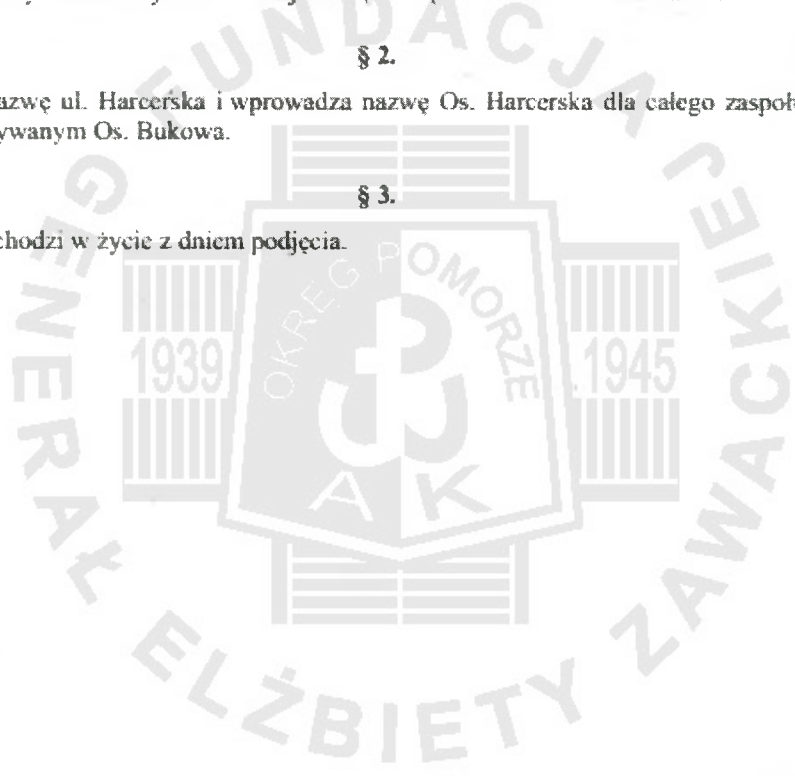 § 2.
azwę ul. Harcerska i wprowadza nazwę Os. Harcerska dla całego zaspoł
ywanym Os. Bukowa.
§ 3.
chodzi w życie z dniem podjęcia.
FUNDACJA GENERAŁ ELŻBIETY ZAWACKIEJ
OKRĘG POMORZE
1939
1945
A K